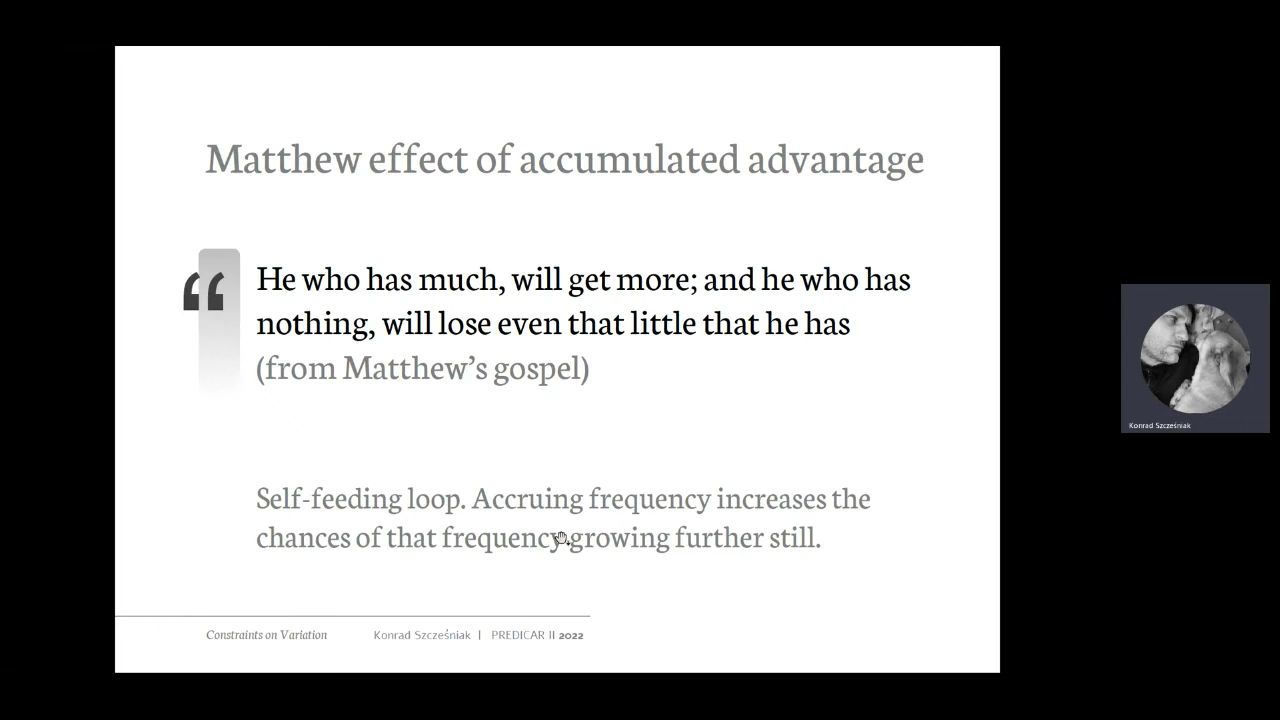 Matthew effect of accumulated advantage
“
He who has much, will get more; and he who has
nothing, will lose even that little that he has
(from Matthew’s gospel)
Self-feeding loop. Accruing frequency increases the
chances of that frequency growing further still.
Constraints on Variation Konrad Szcześniak | PREDICAR II 2022
Konrad Szcześniak